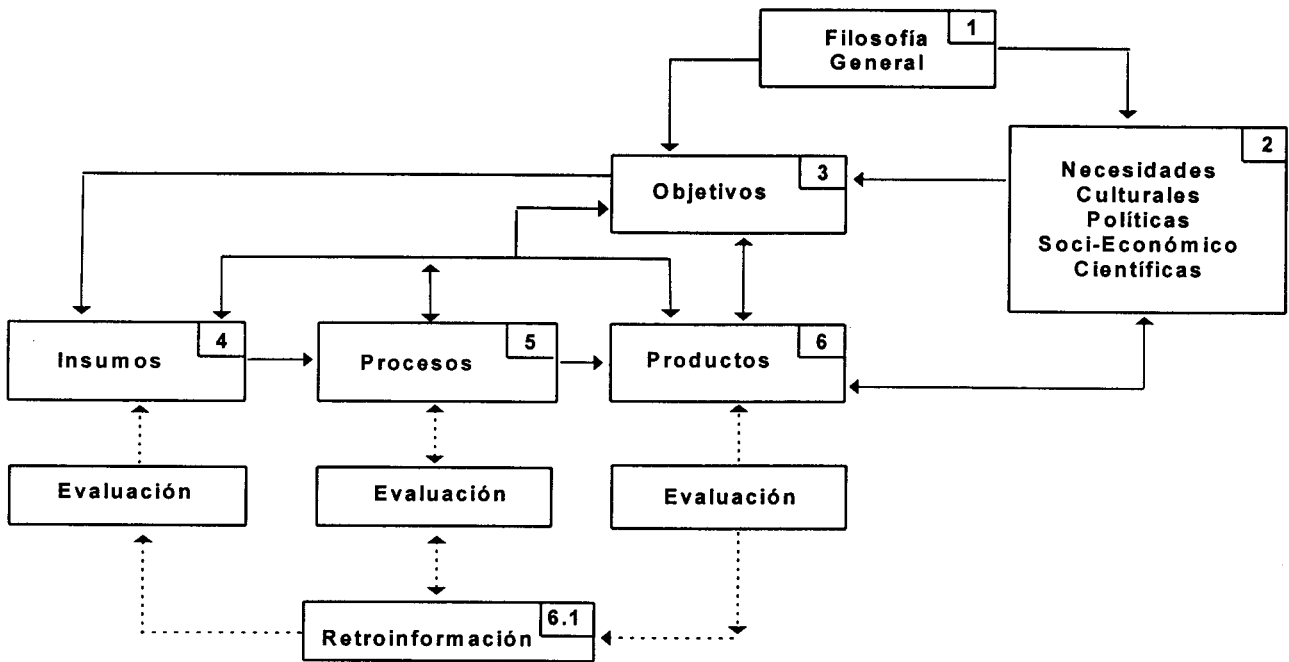 1
Filosofía
General
2
Necesidades
Culturales
Políticas
Soci-Económico
Científicas
3
Objetivos
4
Insumos
5
Procesos
6
Productos
Evaluación
Evaluación
Evaluación
6.1
Retroinformación